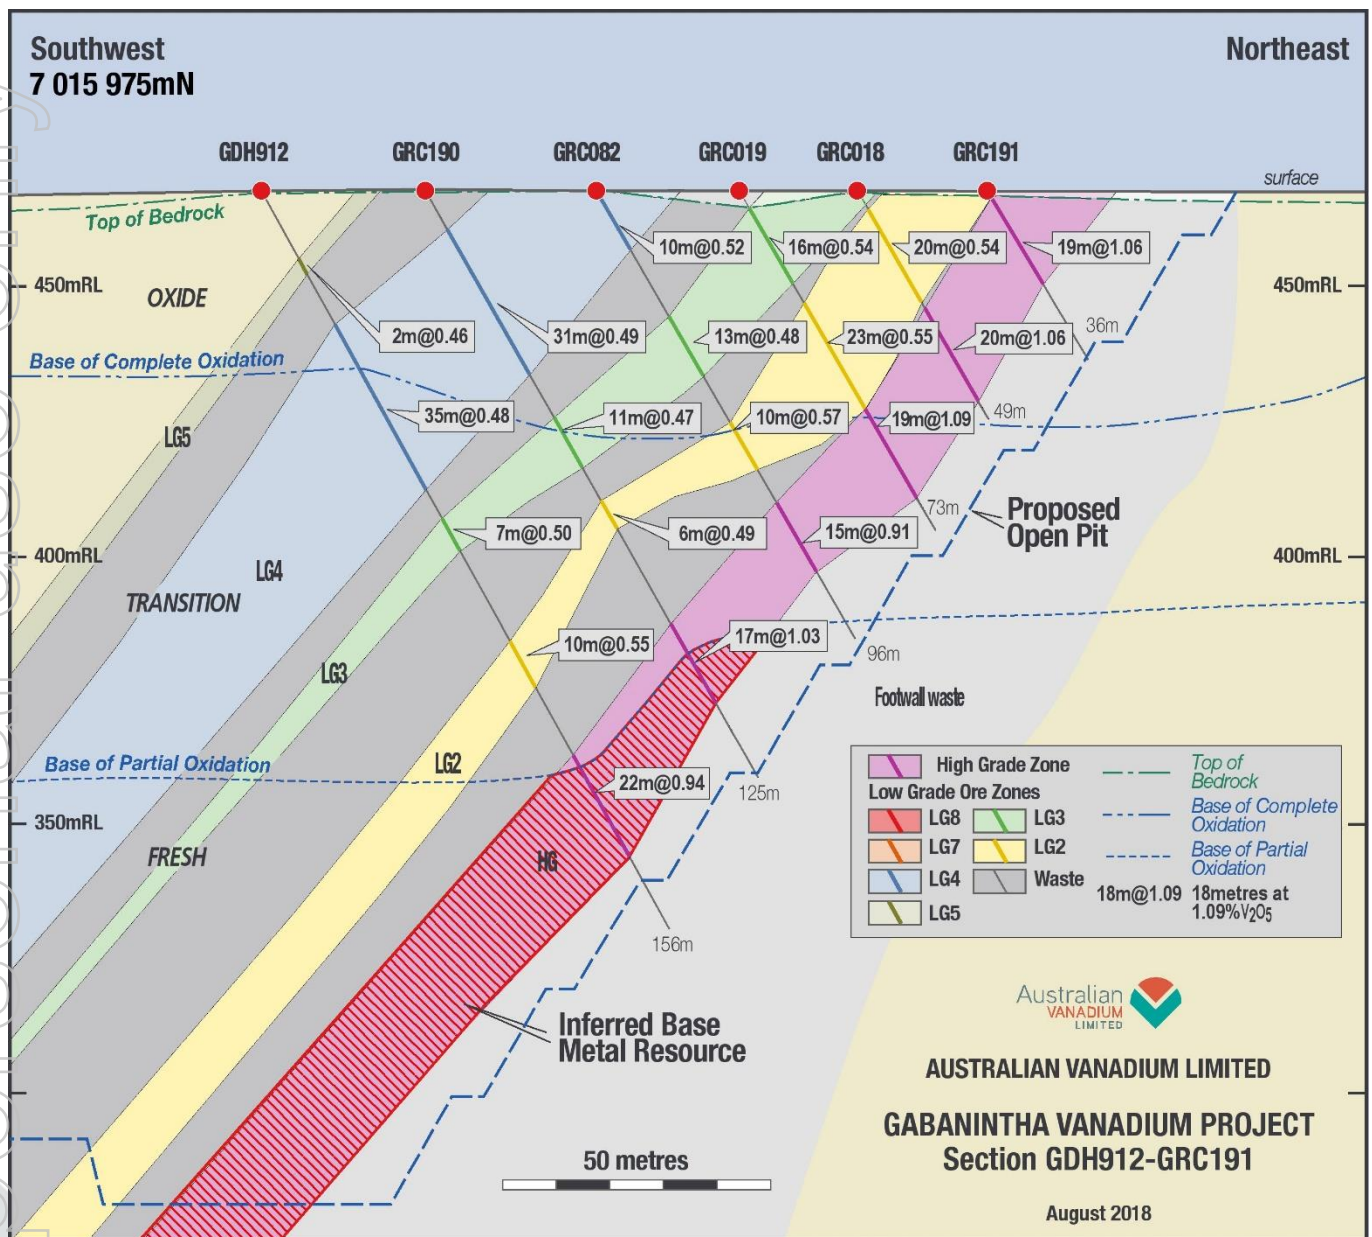 Southwest
7 015 975mN
Northeast
GDH912
GRC190
GRC082
GRC019
GRC018
GRC191
surface
Top of Bedrock
10m@0.52
16m@0.54
20m@0.54
19m@1.06
450mRL
OXIDE
450mRL
2m@0.46
31m@0.49
13m@0.48
23m@0.55
20m@1.06
36m
Base of Complete Oxidation
35m@0.48
11m@0.47
10m@0.57
19m@1.09
49m
LG5
7m@0.50
6m@0.49
15m@0.91
73m
Proposed
Open Pit
400mRL
LG4
400mRL
TRANSITION
10m@0.55
17m@1.03
96m
LG3
Footwall waste
Base of Partial Oxidation
LG2
22m@0.94
125m
350mRL
FRESH
HG
156m
High Grade Zone
Low Grade Ore Zones
LG8
LG7
LG4
LG5
LG3
LG2
Waste
Top of
Bedrock
Base of Complete
Oxidation
Base of Partial
Oxidation
18m@1.09
18metres at
1.09%V₂O₅
Inferred Base
Metal Resource
Australian
VANADIUM
LIMITED
AUSTRALIAN VANADIUM LIMITED
GABANINTHA VANADIUM PROJECT
Section GDH912-GRC191
50 metres
August 2018